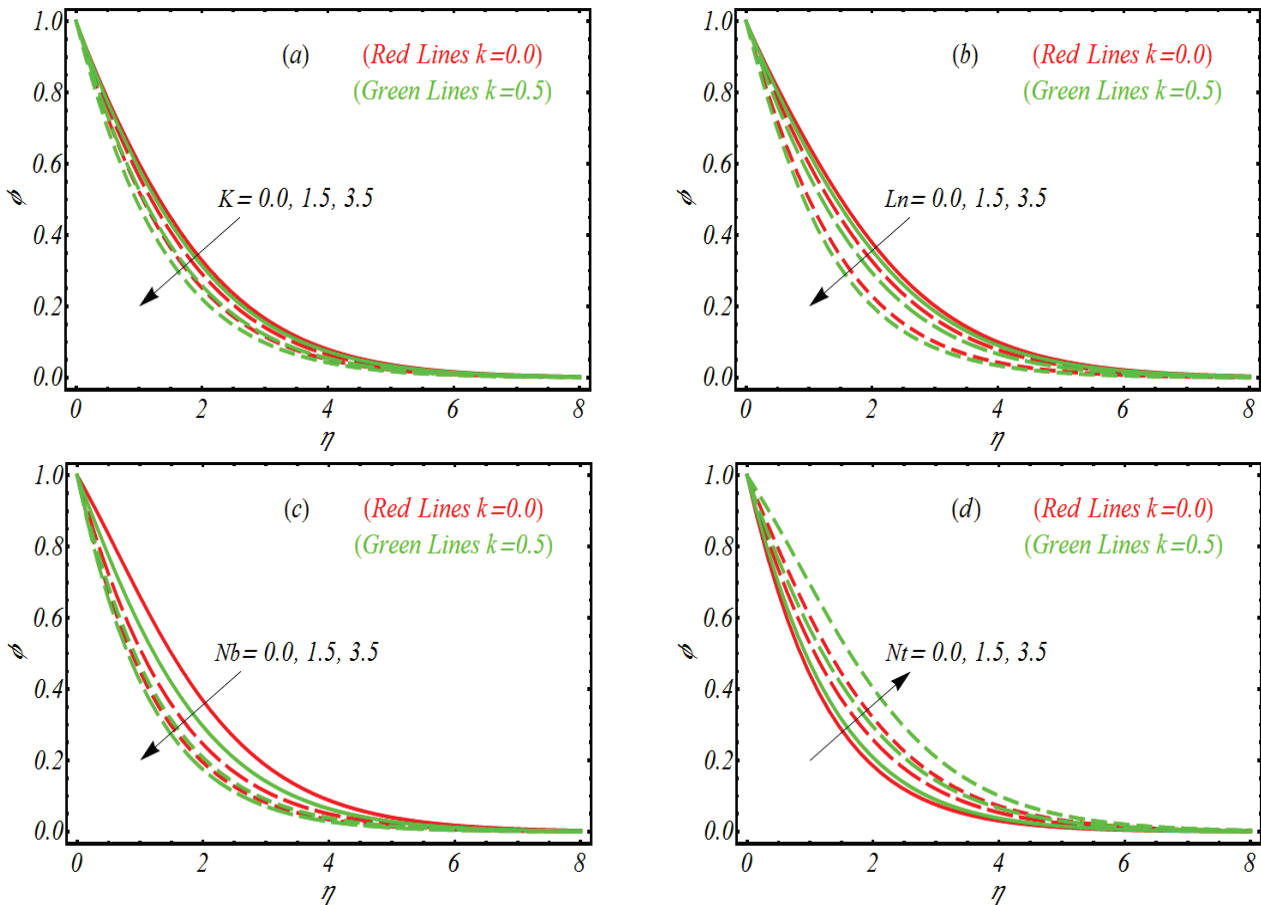 (a) (Red Lines k=0.0)
(Green Lines k=0.5)
K = 0.0, 1.5, 3.5
1.0
0.8
0.6
0.4
0.2
0.0
ϕ
0 2 4 6 8
η
(b) (Red Lines k=0.0)
(Green Lines k=0.5)
Ln= 0.0, 1.5, 3.5
1.0
0.8
0.6
0.4
0.2
0.0
ϕ
0 2 4 6 8
η
(c) (Red Lines k=0.0)
(Green Lines k=0.5)
Nb= 0.0, 1.5, 3.5
1.0
0.8
0.6
0.4
0.2
0.0
ϕ
0 2 4 6 8
η
(d) (Red Lines k=0.0)
(Green Lines k=0.5)
Nt= 0.0, 1.5, 3.5
1.0
0.8
0.6
0.4
0.2
0.0
ϕ
0 2 4 6 8
η